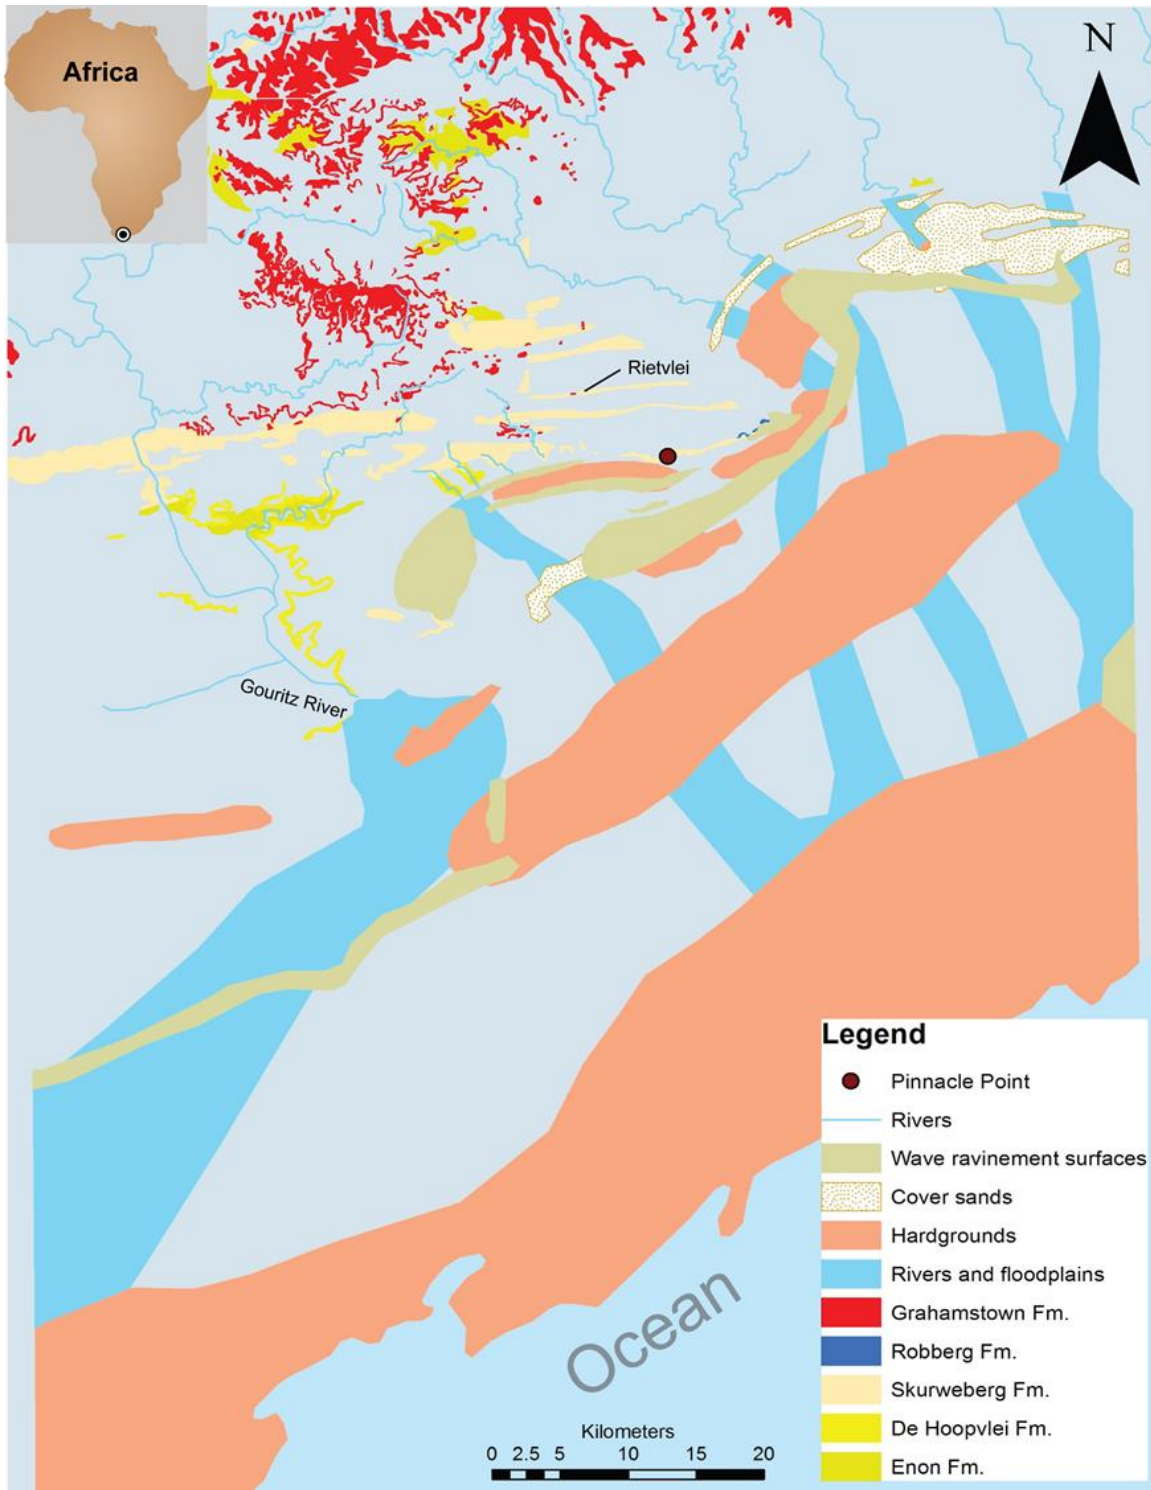 Africa
N
Rietvlei
Gouritz River
Ocean
Kilometers
0 2.5 5 10 15 20
Legend
Pinnacle Point
Rivers
Wave ravinement surfaces
Cover sands
Hardgrounds
Rivers and floodplains
Grahamstown Fm.
Robberg Fm.
Skurweberg Fm.
De Hoopvlei Fm.
Enon Fm.